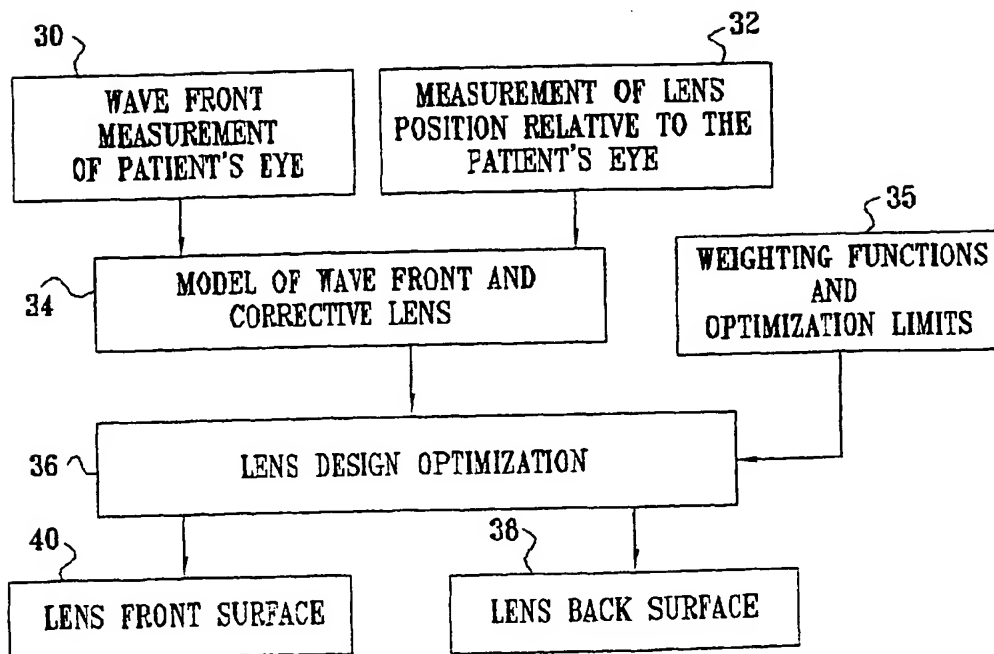 30
32
WAVE FRONT
MEASUREMENT
OF PATIENT'S EYE
MEASUREMENT OF LENS
POSITION RELATIVE TO THE
PATIENT'S EYE
35
WEIGHTING FUNCTIONS
AND
OPTIMIZATION LIMITS
34
MODEL OF WAVE FRONT AND
CORRECTIVE LENS
36
LENS DESIGN OPTIMIZATION
40
38
LENS FRONT SURFACE
LENS BACK SURFACE